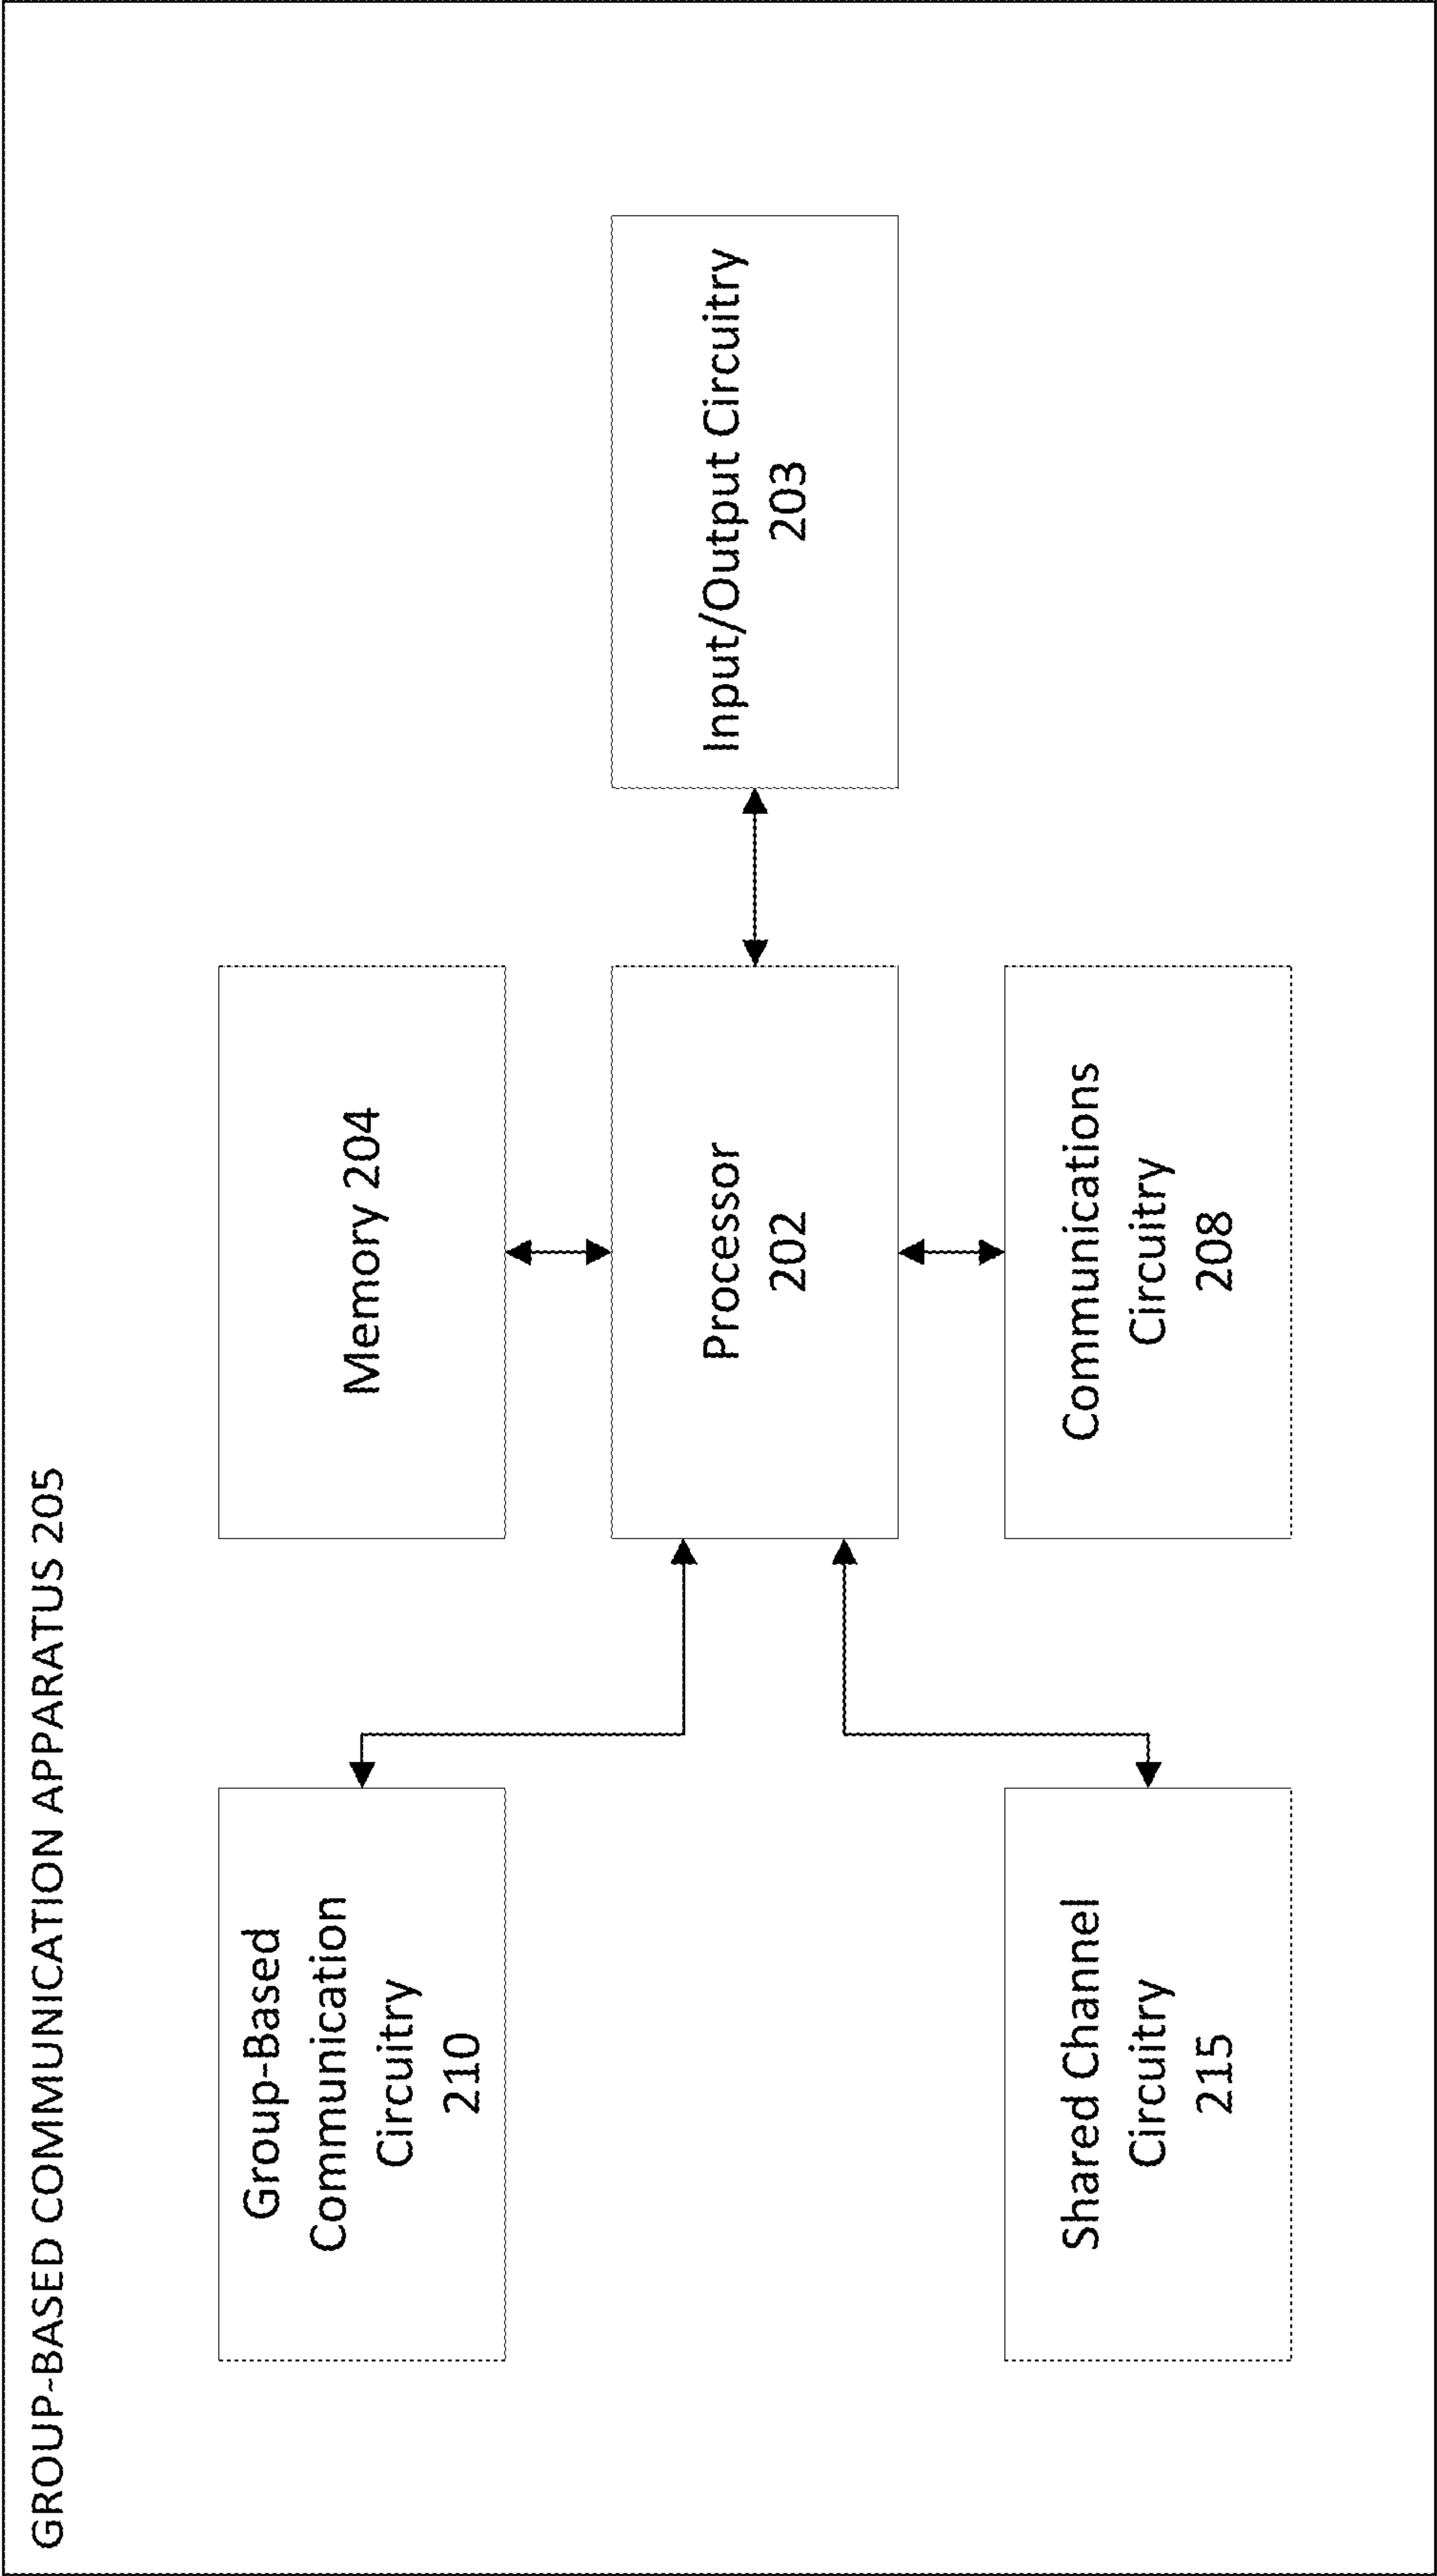 GROUP-BASED COMMUNICATION APPARATUS 205
Group-Based
Communication
Circuitry
210
Memory 204
Processor
202
Input/Output Circuitry
203
Shared Channel
Circuitry
215
Communications
Circuitry
208